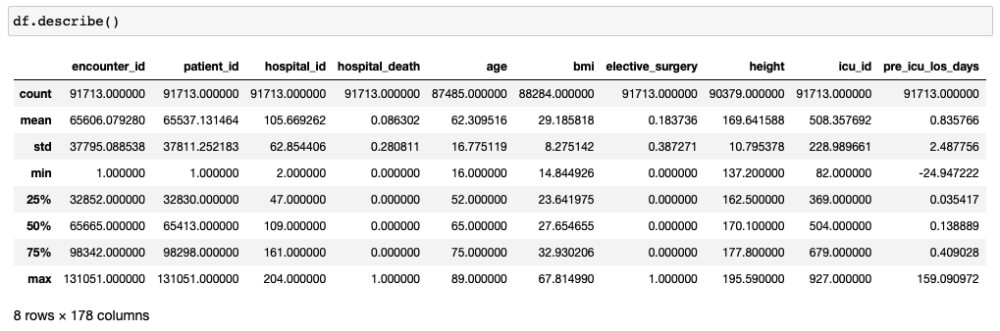 df.describe()
encounter_id patient_id hospital_id hospital_death age bmi elective_surgery height icu_id pre_icu_los_days
count 91713.000000 91713.000000 91713.000000 91713.000000 87485.000000 88284.000000 91713.000000 90379.000000 91713.000000 91713.000000
mean 65606.079280 65537.131464 105.669262 0.086302 62.309516 29.185818 0.183736 169.641588 508.357692 0.835766
std 37795.088538 37811.252183 62.854406 0.280811 16.775119 8.275142 0.387271 10.795378 228.989661 2.487756
min 1.000000 1.000000 2.000000 0.000000 16.000000 14.844926 0.000000 137.200000 82.000000 -24.947222
25% 32852.000000 32830.000000 47.000000 0.000000 52.000000 23.641975 0.000000 162.500000 369.000000 0.035417
50% 65665.000000 65413.000000 109.000000 0.000000 65.000000 27.654655 0.000000 170.100000 504.000000 0.138889
75% 98342.000000 98298.000000 161.000000 0.000000 75.000000 32.930206 0.000000 177.800000 679.000000 0.409028
max 131051.000000 131051.000000 204.000000 1.000000 89.000000 67.814990 1.000000 195.590000 927.000000 159.090972
8 rows × 178 columns